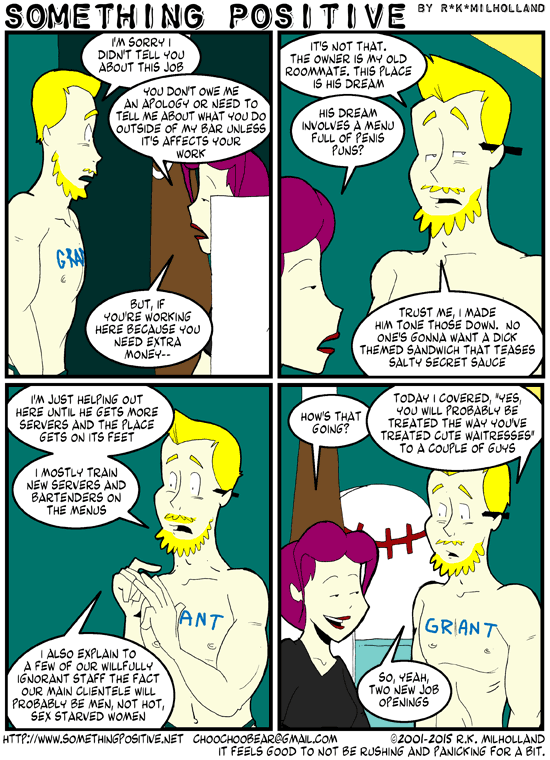 SOMETHING POSITIVE BY R*K*MILHOLLAND
I'M SORRY I
DIDN'T TELL YOU
ABOUT THIS JOB
YOU DON'T OWE ME
AN APOLOGY OR NEED TO
TELL ME ABOUT WHAT YOU DO
OUTSIDE OF MY BAR UNLESS
IT'S AFFECTS YOUR
WORK
GRAN
BUT, IF
YOU'RE WORKING
HERE BECAUSE YOU
NEED EXTRA
MONEY--
IT'S NOT THAT.
THE OWNER IS MY OLD
ROOMMATE. THIS PLACE
IS HIS DREAM
HIS DREAM
INVOLVES A MENU
FULL OF PENIS
PUNS?
TRUST ME, I MADE
HIM TONE THOSE DOWN. NO
ONE'S GONNA WANT A DICK
THEMED SANDWICH THAT TEASES
SALTY SECRET SAUCE
I'M JUST HELPING OUT
HERE UNTIL HE GETS MORE
SERVERS AND THE PLACE
GETS ON ITS FEET
I MOSTLY TRAIN
NEW SERVERS AND
BARTENDERS ON
THE MENUS
ANT
I ALSO EXPLAIN TO
A FEW OF OUR WILLFULLY
IGNORANT STAFF THE FACT
OUR MAIN CLIENTELE WILL
PROBABLY BE MEN, NOT HOT,
SEX STARVED WOMEN
HOW'S THAT
GOING?
TODAY I COVERED, "YES,
YOU WILL PROBABLY BE
TREATED THE WAY YOU'VE
TREATED CUTE WAITRESSES"
TO A COUPLE OF GUYS
GRANT
SO, YEAH,
TWO NEW JOB
OPENINGS
HTTP://WWW.SOMETHINGPOSITIVE.NET CHOOCHOOBEAR@GMAIL.COM ©2001-2015 R.K. MILHOLLAND
IT FEELS GOOD TO NOT BE RUSHING AND PANICKING FOR A BIT.